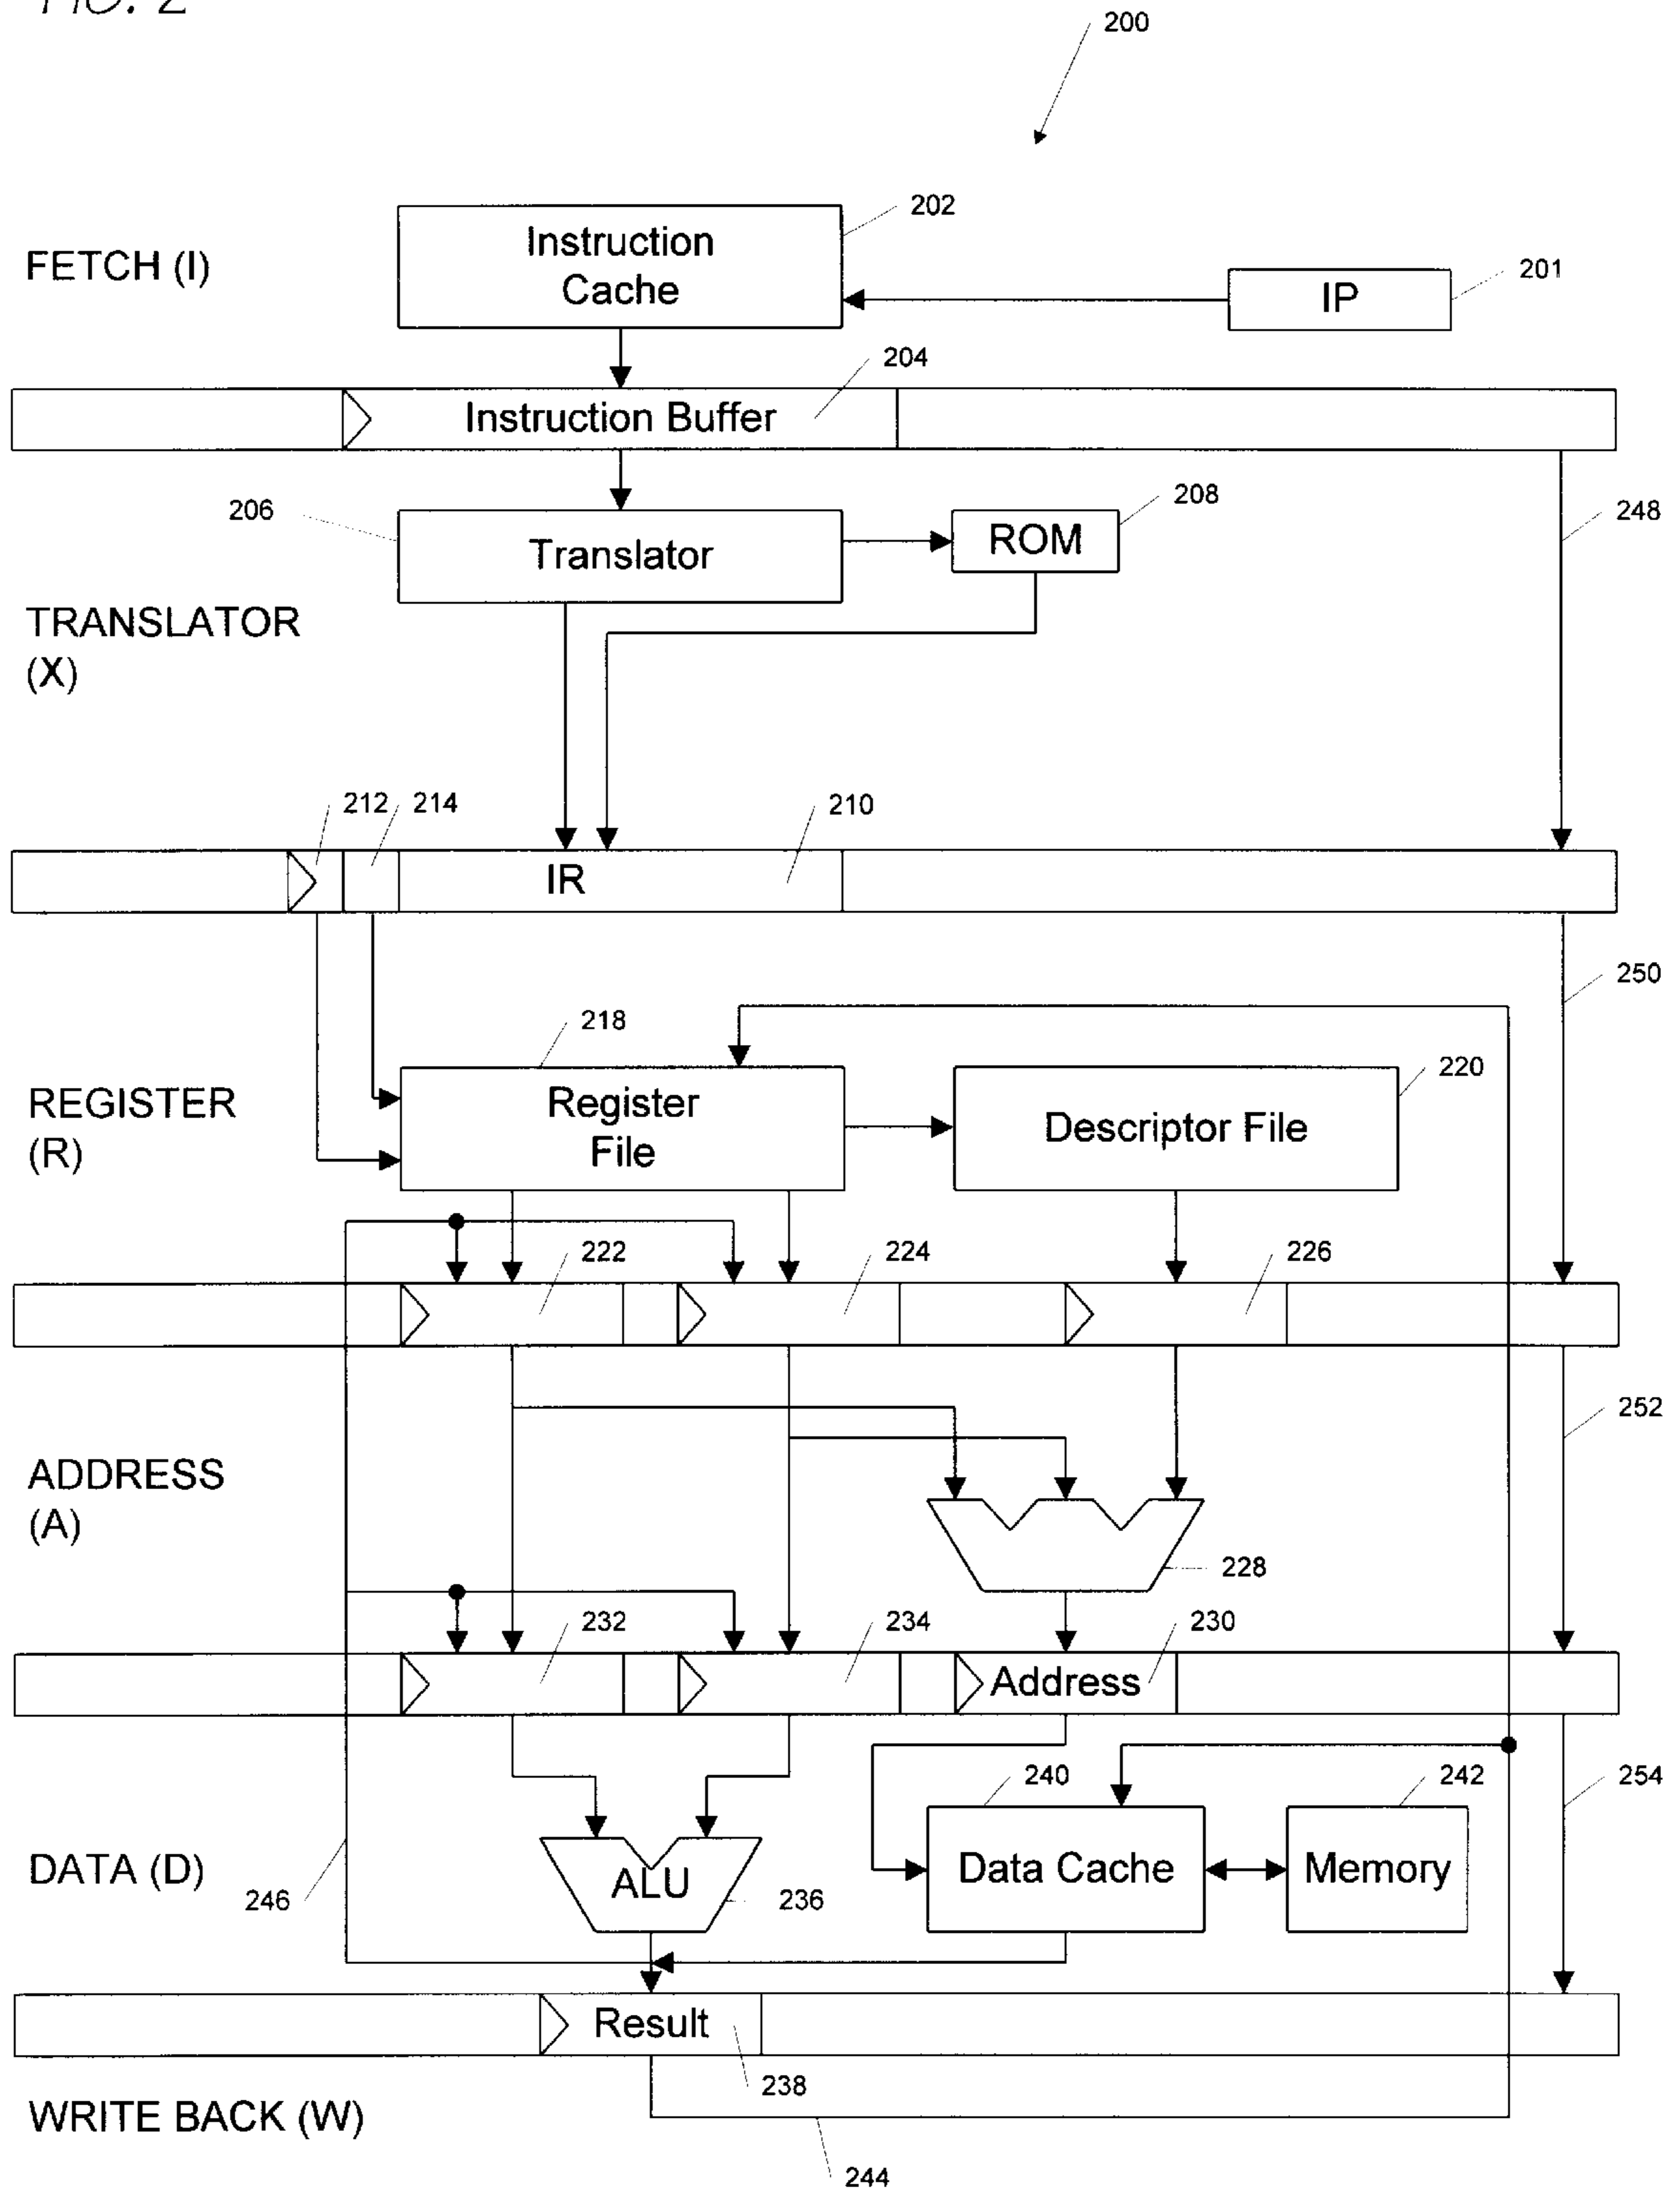 FIG. 2
200
202
Instruction
Cache
FETCH (I)
201
IP
204
Instruction Buffer
206
208
248
Translator
ROM
TRANSLATOR
(X)
212
214
210
IR
250
218
220
REGISTER
(R)
Register
File
Descriptor File
222
224
226
252
ADDRESS
(A)
228
232
234
230
Address
240
242
254
DATA (D)
ALU
Data Cache
Memory
246
236
Result
238
WRITE BACK (W)
244